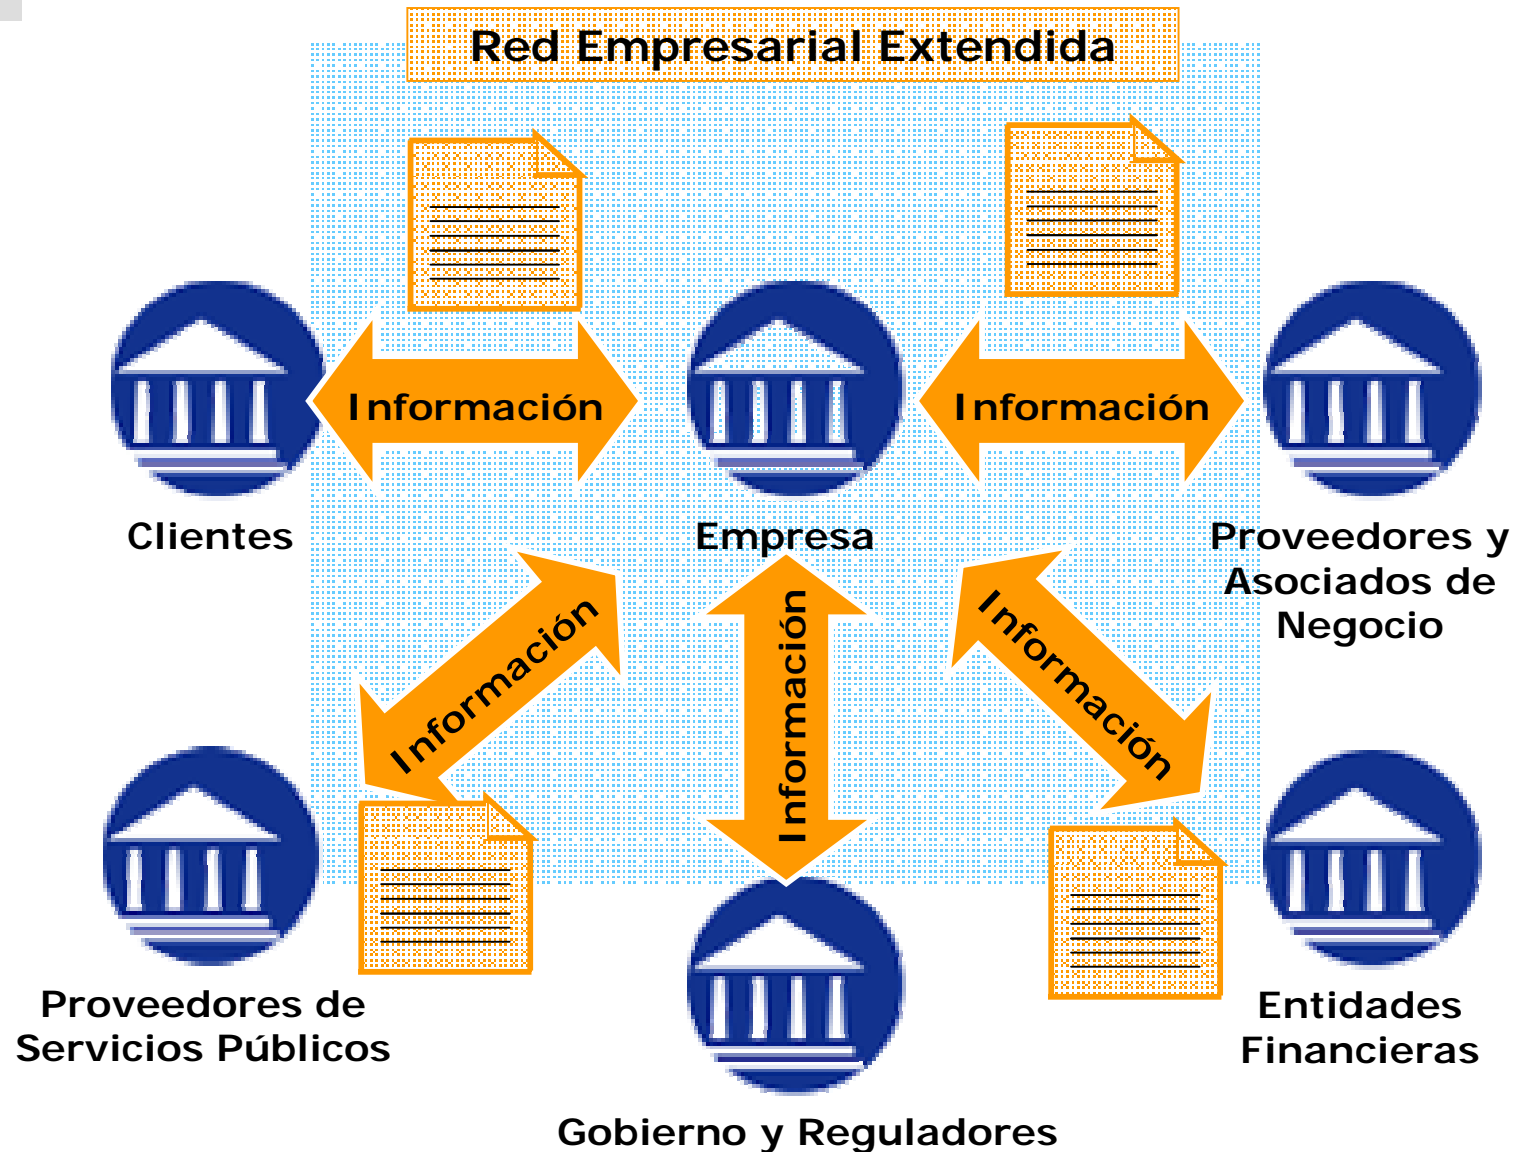 Red Empresarial Extendida
Información
Información
Clientes
Empresa
Proveedores y
Asociados de
Negocio
Información
Información
Información
Proveedores de
Servicios Públicos
Entidades
Financieras
Gobierno y Reguladores